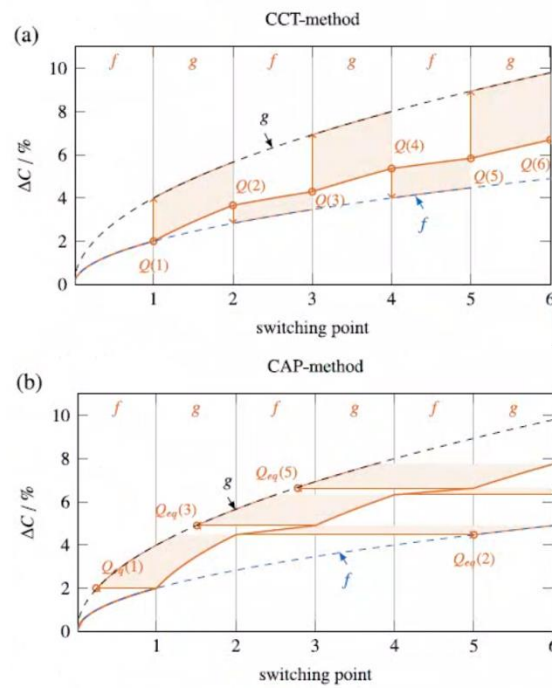 CCT-method
(a)
f g f g f g
10
8
6
4
2
0
ΔC / %
g
Q(1)
Q(2)
Q(3)
Q(4)
Q(5)
Q(6)
f
1 2 3 4 5 6
switching point
CAP-method
(b)
f g f g f g
10
8
6
4
2
0
ΔC / %
Qeq(5)
g
Qeq(3)
Qeq(1)
Qeq(2)
f
1 2 3 4 5 6
switching point